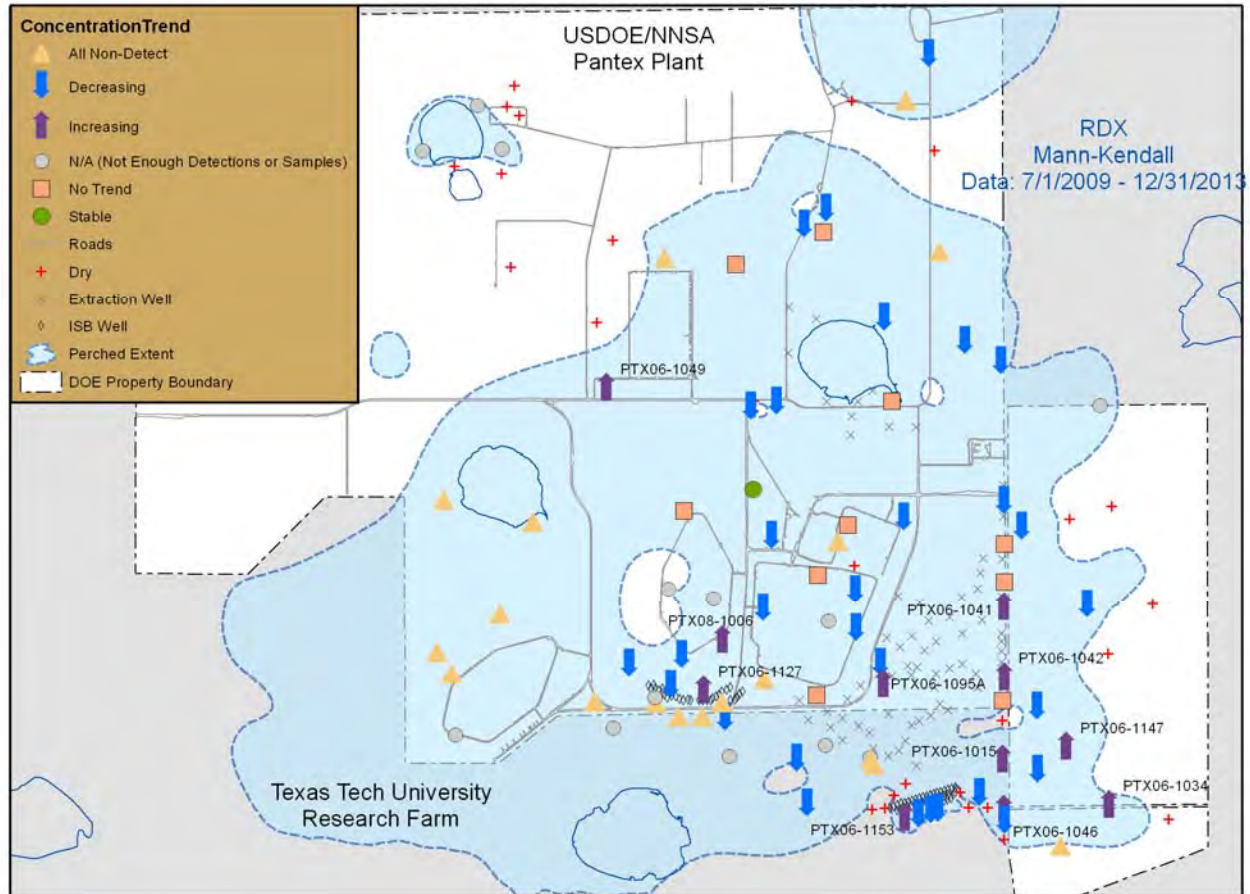 ConcentrationTrend
All Non-Detect
Decreasing
Increasing
N/A (Not Enough Detections or Samples)
No Trend
Stable
Roads
Dry
Extraction Well
ISB Well
Perched Extent
DOE Property Boundary
USDOE/NNSA
Pantex Plant
RDX
Mann-Kendall
Data: 7/1/2009 - 12/31/2013
PTX06-1049
PTX06-1041
PTX08-1006
PTX06-1042
PTX06-1127
PTX06-1095A
PTX06-1147
PTX06-1015
PTX06-1034
Texas Tech University
Research Farm
PTX06-1153
PTX06-1046